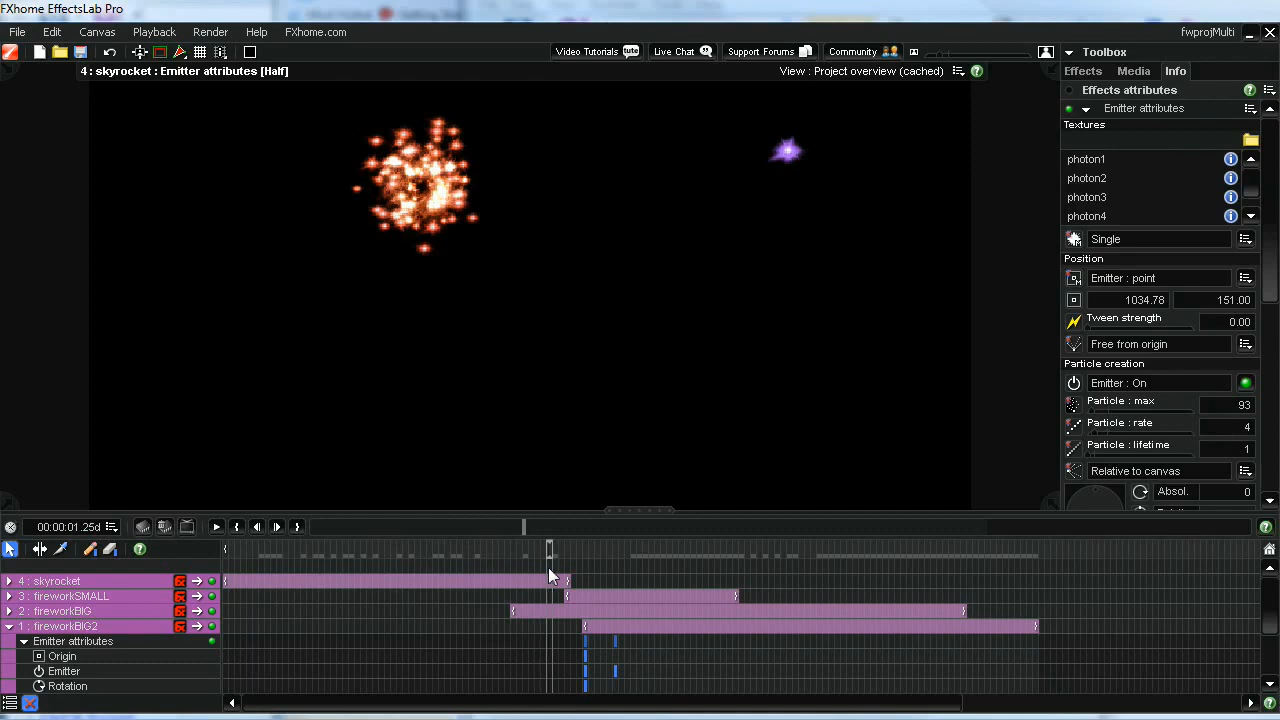 FXhome EffectsLab Pro
File Edit Canvas Playback Render Help FXhome.com
fwprojMulti
Video Tutorials tute Live Chat Support Forums Community
Toolbox
4 : skyrocket : Emitter attributes [Half]
View : Project overview (cached)
Effects Media Info
Effects attributes
Emitter attributes
Textures
photon1
photon2
photon3
photon4
Single
Position
Emitter : point
1034.78 151.00
Tween strength
0.00
Free from origin
Particle creation
Emitter : On
Particle : max
93
Particle : rate
4
Particle : lifetime
1
Relative to canvas
Absol. 0
00:00:01.25d
4 : skyrocket
3 : fireworkSMALL
2 : fireworkBIG
1 : fireworkBIG2
Emitter attributes
Origin
Emitter
Rotation